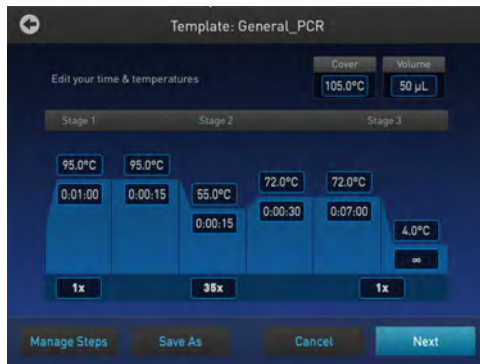 Template: General_PCR
Cover Volume
Edit your time & temperatures 105.0°C 50 µL
Stage 1 Stage 2 Stage 3
95.0°C 95.0°C 55.0°C 72.0°C 72.0°C 4.0°C
0:01:00 0:00:15 0:00:15 0:00:30 0:07:00 ∞
1x 35x 1x
Manage Steps Save As Cancel Next